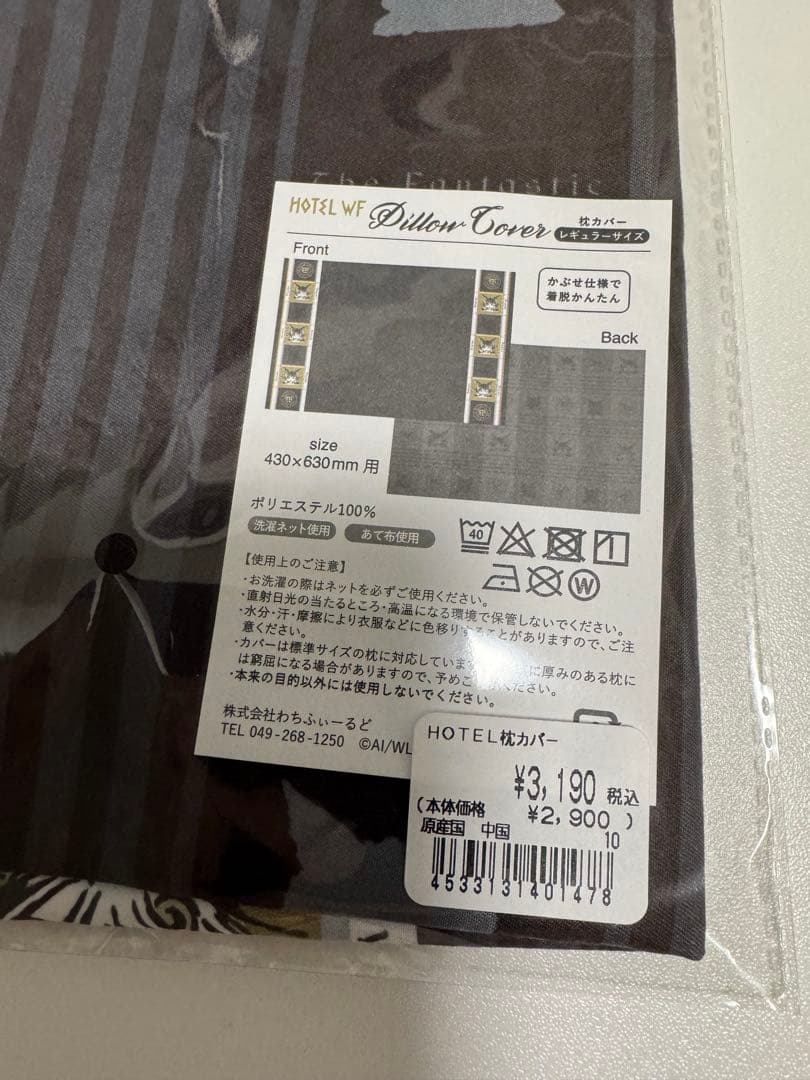 The Fantastic
HOTEL WF Pillow Cover 枕カバー
レギュラーサイズ
Front
かぶせ仕様で
着脱かんたん
Back
size
430×630mm 用
ポリエステル100%
洗濯ネット使用 あて布使用
40
W
【使用上のご注意】
・お洗濯の際はネットを必ずご使用ください。
・直射日光の当たるところ・高温になる環境で保管しないでください。
・水分・汗・摩擦により衣服などに色移りすることがありますので、ご注
意ください。
・カバーは標準サイズの枕に対応しています に厚みのある枕に
は窮屈になる場合がありますので、予めご ください。
・本来の目的以外には使用しないでください。
株式会社わちふぃーるど
TEL 049-268-1250 ©AI/WL
HOTEL枕カバー
¥3,190 税込
(本体価格 ¥2,900 )
原産国 中国 10
4533131401478